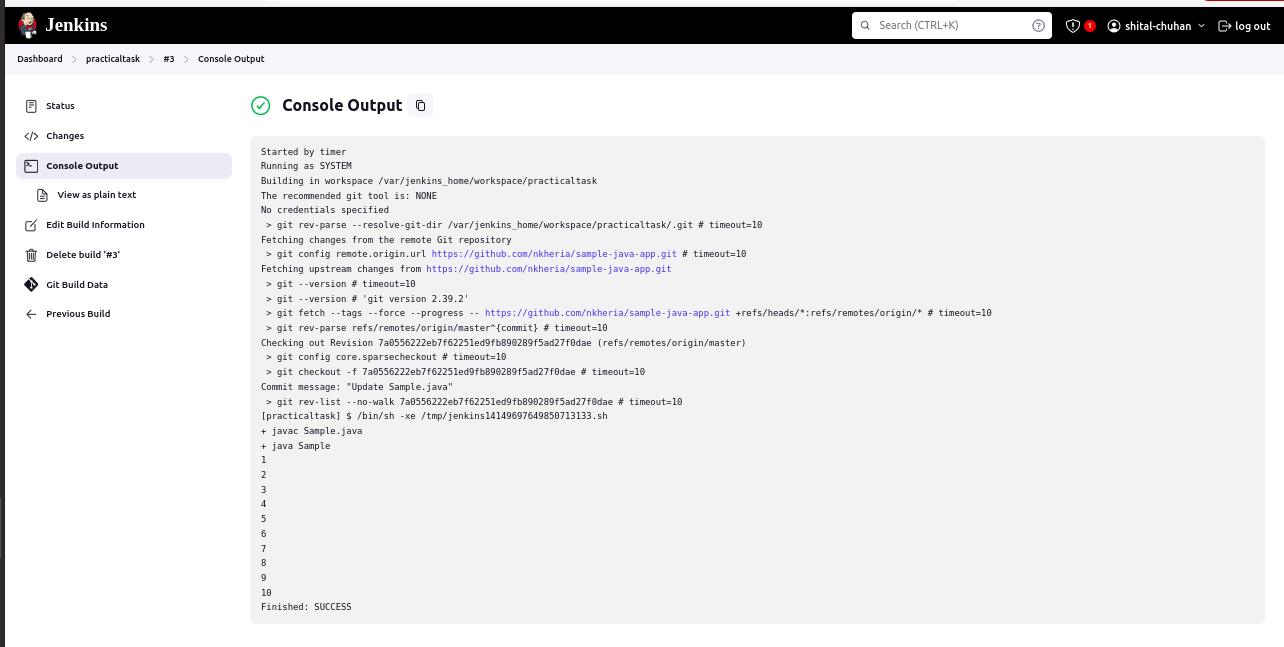 Jenkins
Search (CTRL+K)
1
shital-chuhan
log out
Dashboard
practicaltask
#3
Console Output
Status
Changes
Console Output
View as plain text
Edit Build Information
Delete build '#3'
Git Build Data
Previous Build
Console Output
Started by timer
Running as SYSTEM
Building in workspace /var/jenkins_home/workspace/practicaltask
The recommended git tool is: NONE
No credentials specified
> git rev-parse --resolve-git-dir /var/jenkins_home/workspace/practicaltask/.git # timeout=10
Fetching changes from the remote Git repository
> git config remote.origin.url https://github.com/nkheria/sample-java-app.git # timeout=10
Fetching upstream changes from https://github.com/nkheria/sample-java-app.git
> git --version # timeout=10
> git --version # 'git version 2.39.2'
> git fetch --tags --force --progress -- https://github.com/nkheria/sample-java-app.git +refs/heads/*:refs/remotes/origin/* # timeout=10
> git rev-parse refs/remotes/origin/master^{commit} # timeout=10
Checking out Revision 7a0556222eb7f62251ed9fb890289f5ad27f0dae (refs/remotes/origin/master)
> git config core.sparsecheckout # timeout=10
> git checkout -f 7a0556222eb7f62251ed9fb890289f5ad27f0dae # timeout=10
Commit message: "Update Sample.java"
> git rev-list --no-walk 7a0556222eb7f62251ed9fb890289f5ad27f0dae # timeout=10
[practicaltask] $ /bin/sh -xe /tmp/jenkins14149697649850713133.sh
+ javac Sample.java
+ java Sample
1
2
3
4
5
6
7
8
9
10
Finished: SUCCESS